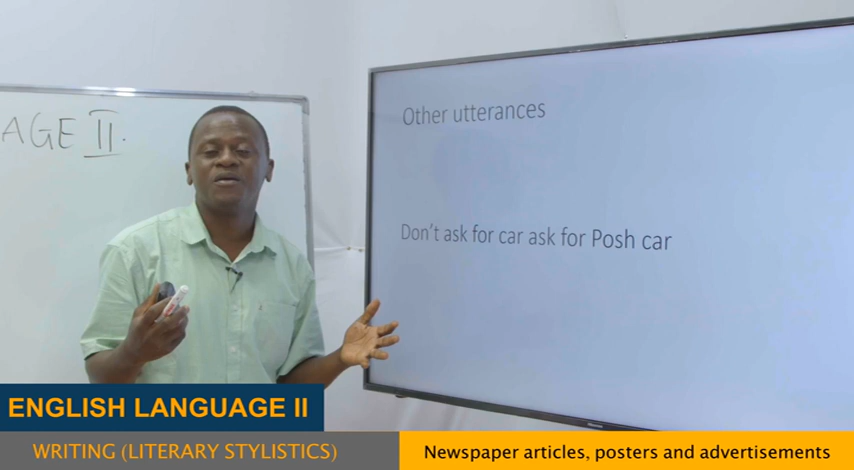 AGE II.
Other utterances
Don't ask for car ask for Posh car
ENGLISH LANGUAGE II
WRITING (LITERARY STYLISTICS)
Newspaper articles, posters and advertisements